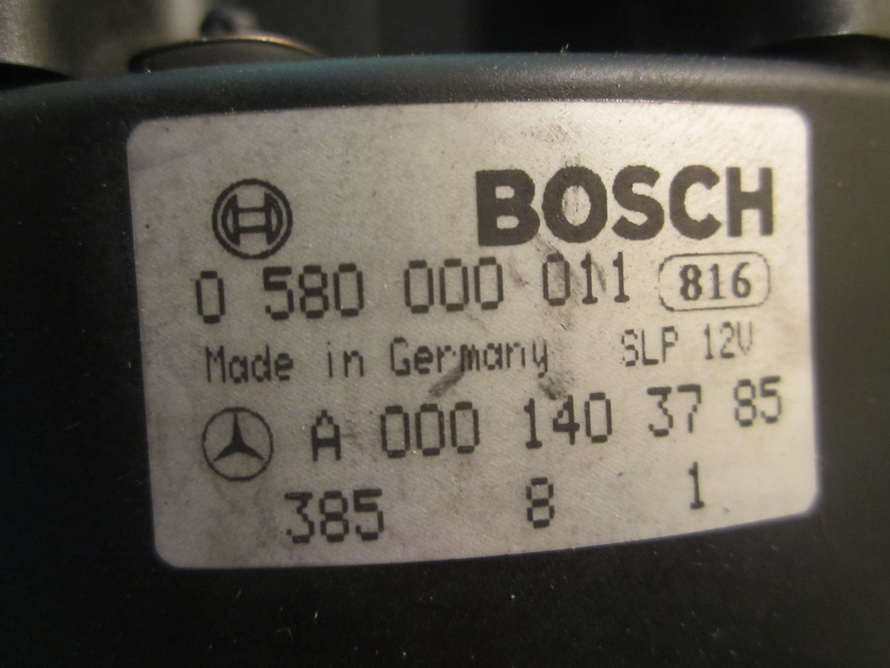 BOSCH
0 580 000 011 816
Made in Germany SLP 12V
A 000 140 37 85
385 8 1